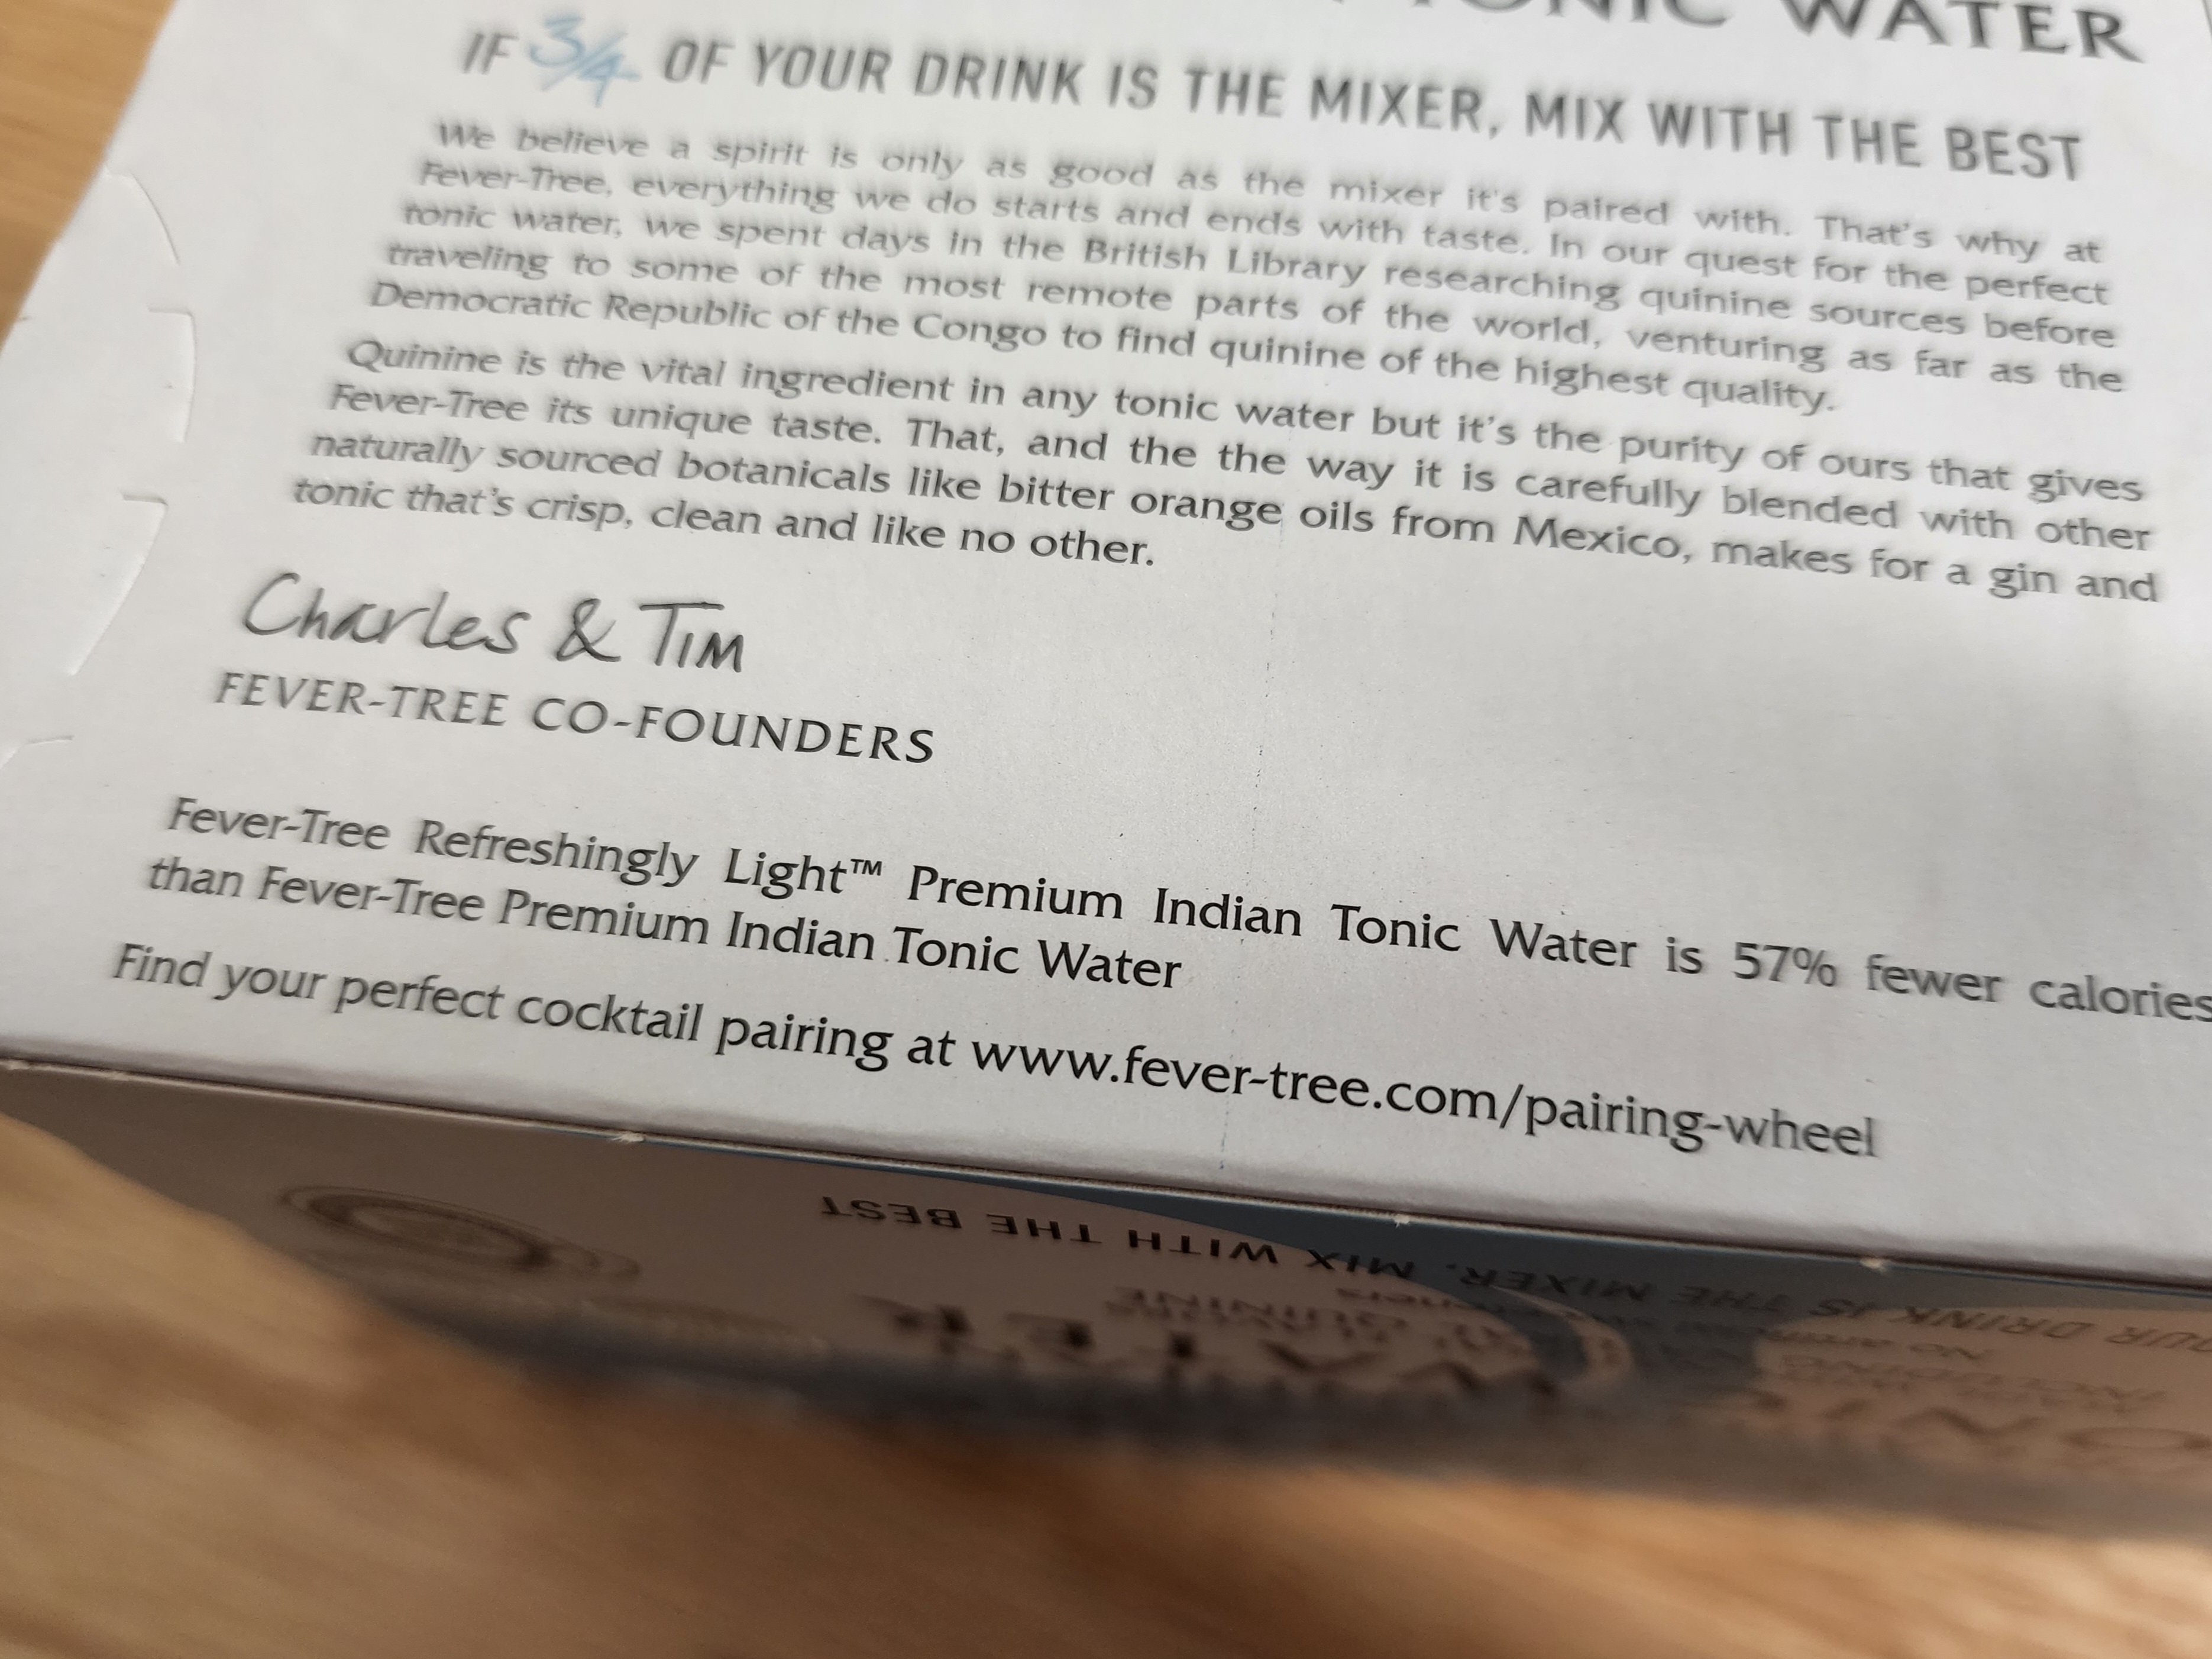 TONIC WATER
IF 3/4 OF YOUR DRINK IS THE MIXER, MIX WITH THE BEST
We believe a spirit is only as good as the mixer it's paired with. That's why at
Fever-Tree, everything we do starts and ends with taste. In our quest for the perfect
tonic water, we spent days in the British Library researching quinine sources before
traveling to some of the most remote parts of the world, venturing as far as the
Democratic Republic of the Congo to find quinine of the highest quality.
Quinine is the vital ingredient in any tonic water but it's the purity of ours that gives
Fever-Tree its unique taste. That, and the the way it is carefully blended with other
naturally sourced botanicals like bitter orange oils from Mexico, makes for a gin and
tonic that's crisp, clean and like no other.
Charles & Tim
FEVER-TREE CO-FOUNDERS
Fever-Tree Refreshingly Light™ Premium Indian Tonic Water is 57% fewer calories
than Fever-Tree Premium Indian Tonic Water
Find your perfect cocktail pairing at www.fever-tree.com/pairing-wheel
DRINK IS THE MIXER, MIX WITH THE BEST
QUININE
WATER